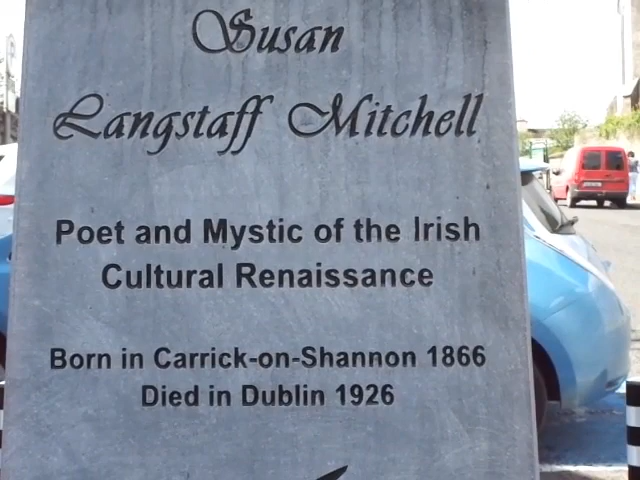 Susan
Langstaff Mitchell
Poet and Mystic of the Irish
Cultural Renaissance
Born in Carrick-on-Shannon 1866
Died in Dublin 1926